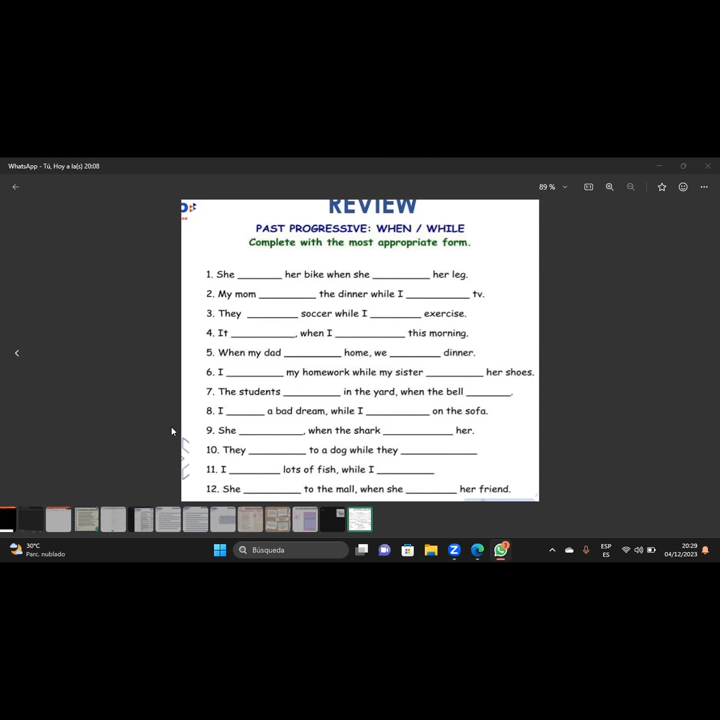 WhatsApp - Tú, Hoy a la(s) 20:08
89 %
REVIEW
PAST PROGRESSIVE: WHEN / WHILE
Complete with the most appropriate form.
1. She ________ her bike when she __________ her leg.
2. My mom __________ the dinner while I ___________ tv.
3. They _________ soccer while I _________ exercise.
4. It ___________, when I ____________ this morning.
5. When my dad __________ home, we _________ dinner.
6. I __________ my homework while my sister __________ her shoes.
7. The students __________ in the yard, when the bell ________.
8. I _______ a bad dream, while I ___________ on the sofa.
9. She ___________, when the shark ____________ her.
10. They __________ to a dog while they _____________
11. I _________ lots of fish, while I __________
12. She __________ to the mall, when she _________ her friend.
30°C
Parc. nublado
Búsqueda
ESP
ES
20:29
04/12/2023